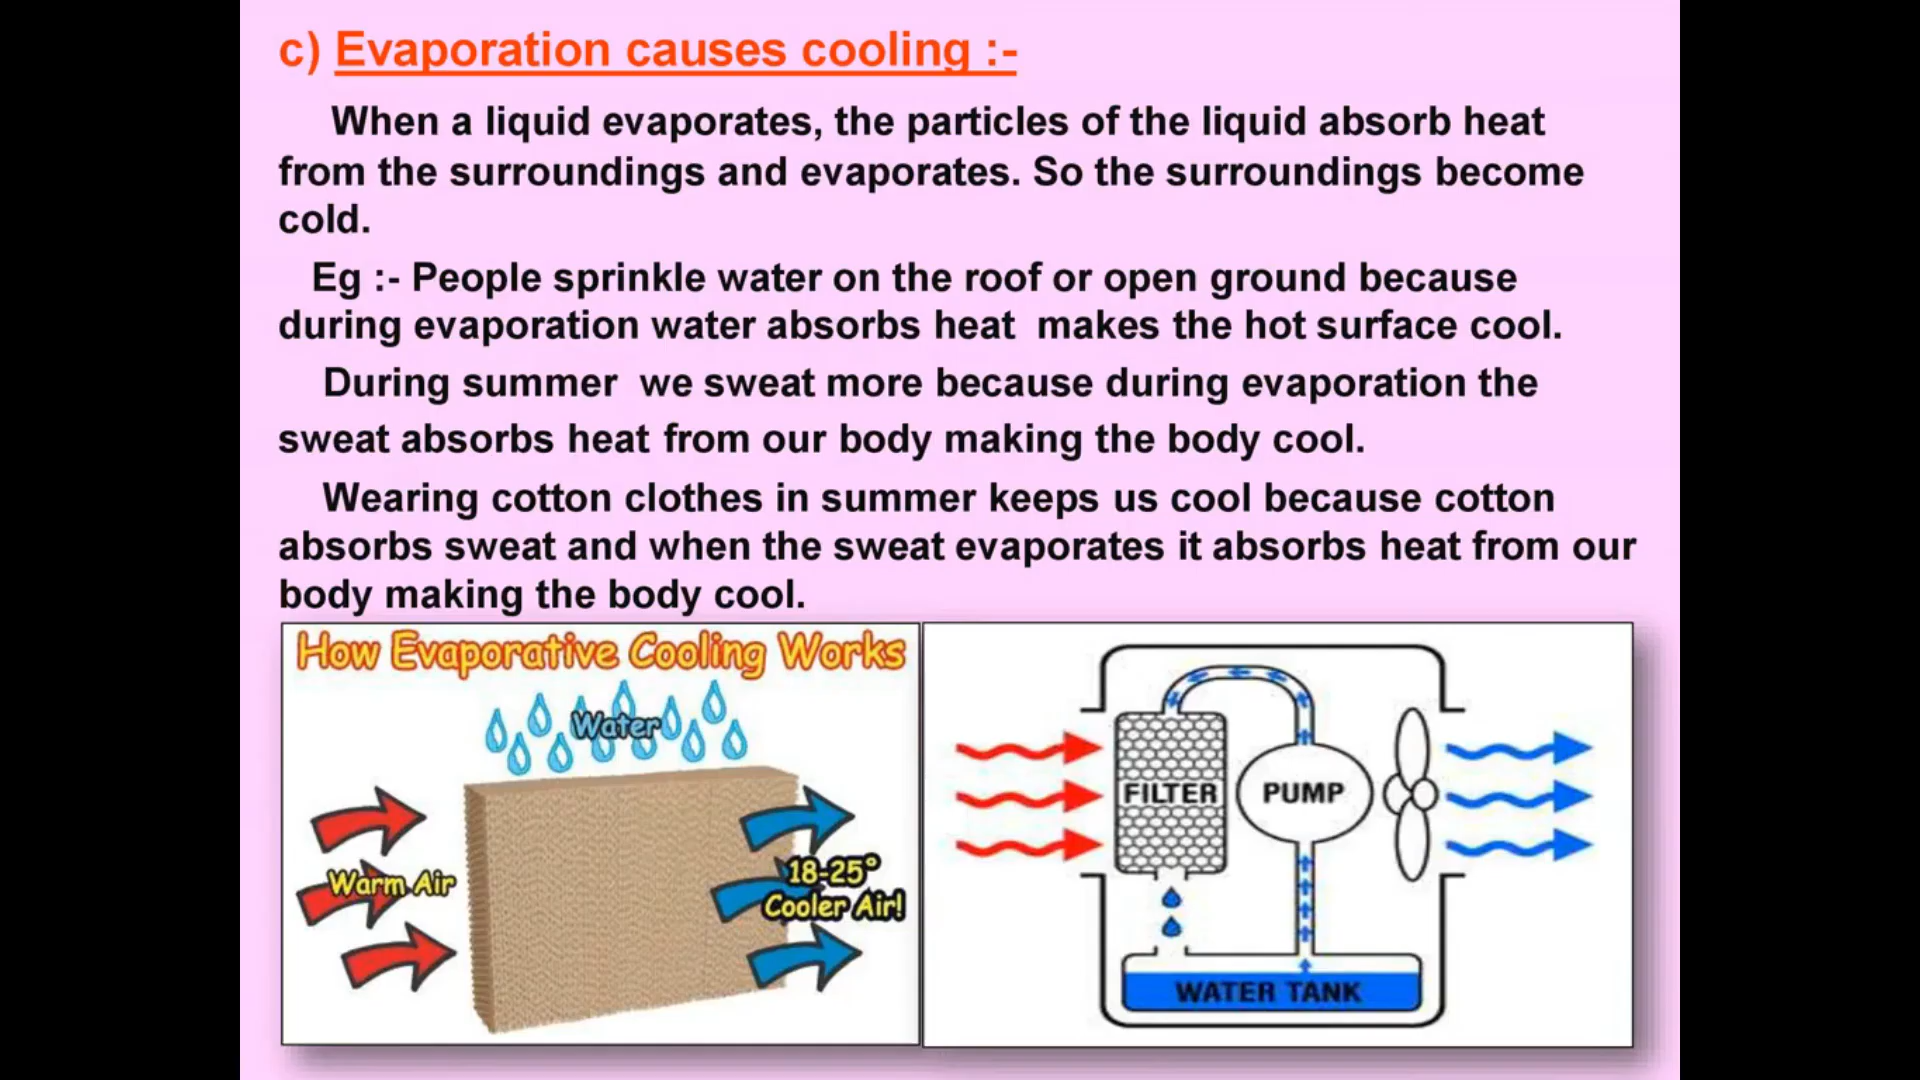 c) Evaporation causes cooling :-
When a liquid evaporates, the particles of the liquid absorb heat
from the surroundings and evaporates. So the surroundings become
cold.
Eg :- People sprinkle water on the roof or open ground because
during evaporation water absorbs heat  makes the hot surface cool.
During summer  we sweat more because during evaporation the
sweat absorbs heat from our body making the body cool.
Wearing cotton clothes in summer keeps us cool because cotton
absorbs sweat and when the sweat evaporates it absorbs heat from our
body making the body cool.
How Evaporative Cooling Works
Water
Warm Air
18-25°
Cooler Air!
FILTER
PUMP
WATER TANK